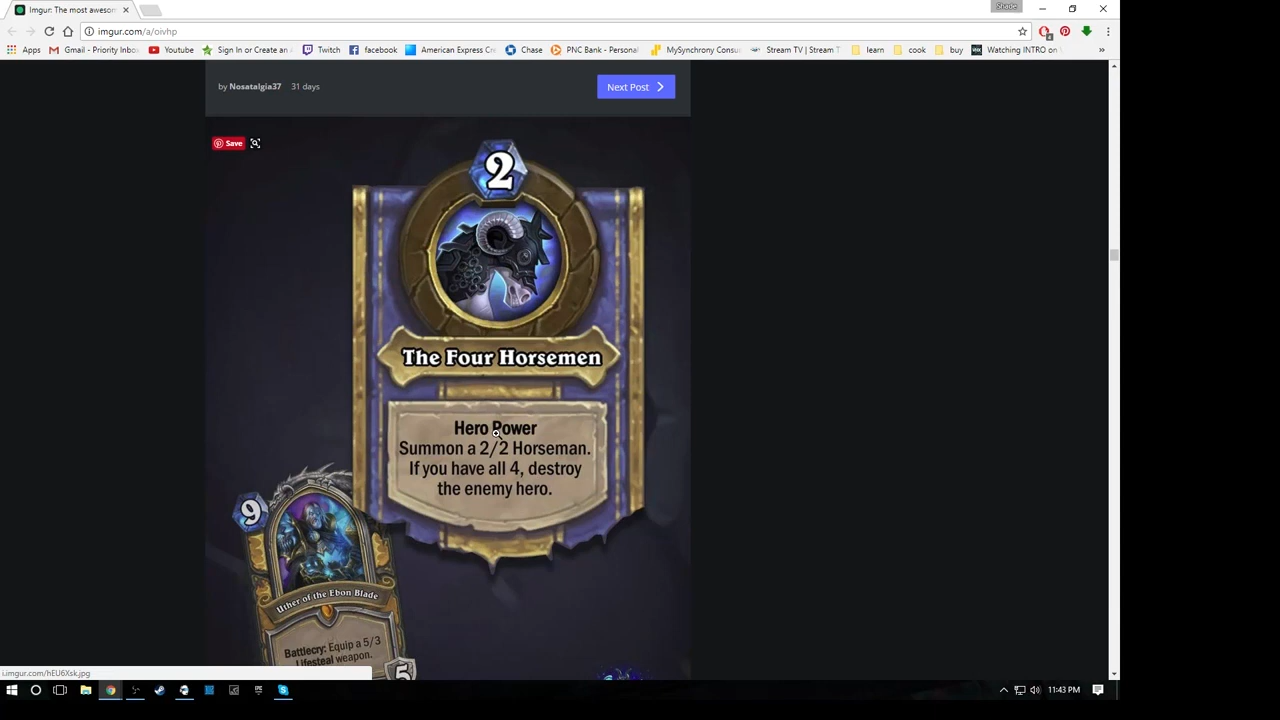 Imgur: The most awesom
Shade
imgur.com/a/oivhp
Apps
Gmail - Priority Inbo
Youtube
Sign In or Create an
Twitch
facebook
American Express Cr
Chase
PNC Bank - Personal
MySynchrony Consu
Stream TV | Stream T
learn
cook
buy
Watching INTRO on
»
by Nosatalgia37 31 days
Next Post
Save
2
The Four Horsemen
Hero Power
Summon a 2/2 Horseman.
If you have all 4, destroy
the enemy hero.
9
Uther of the Ebon Blade
Battlecry: Equip a 5/3
Lifesteal weapon.
5
i.imgur.com/hEU6Xsk.jpg
11:43 PM